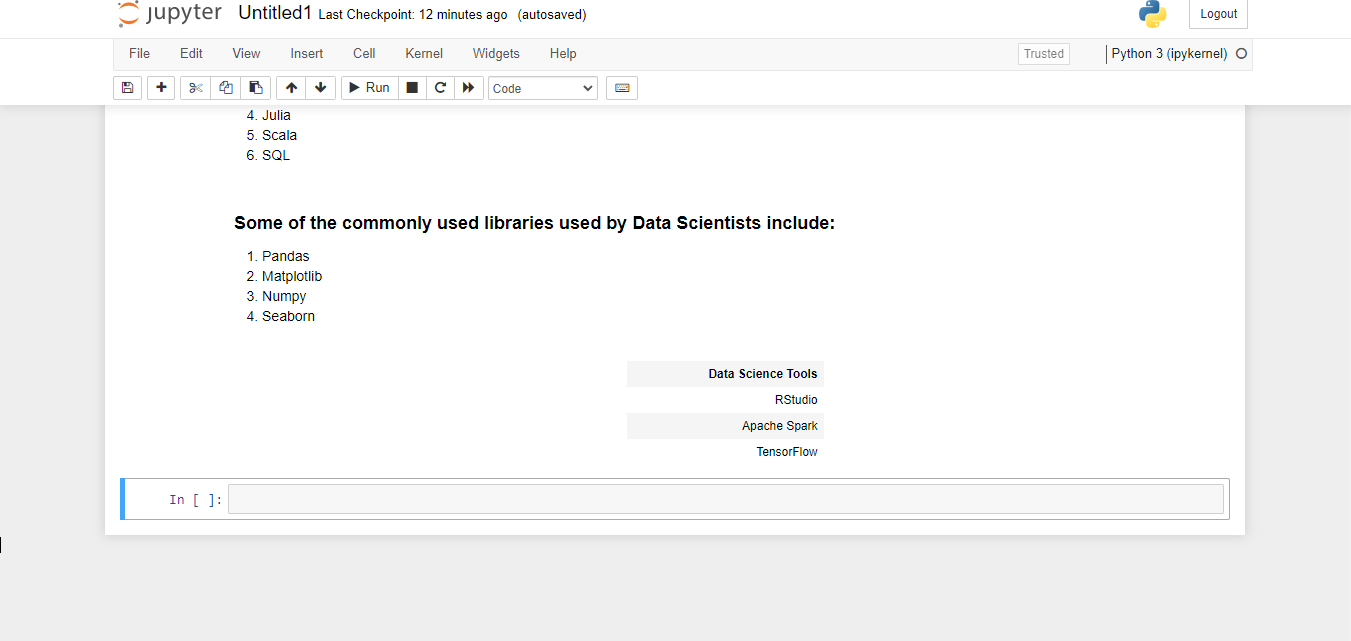 jupyter Untitled1 Last Checkpoint: 12 minutes ago (autosaved) Logout
File Edit View Insert Cell Kernel Widgets Help Trusted Python 3 (ipykernel)
Run Code
4. Julia
5. Scala
6. SQL
Some of the commonly used libraries used by Data Scientists include:
1. Pandas
2. Matplotlib
3. Numpy
4. Seaborn
Data Science Tools
RStudio
Apache Spark
TensorFlow
In [ ]: